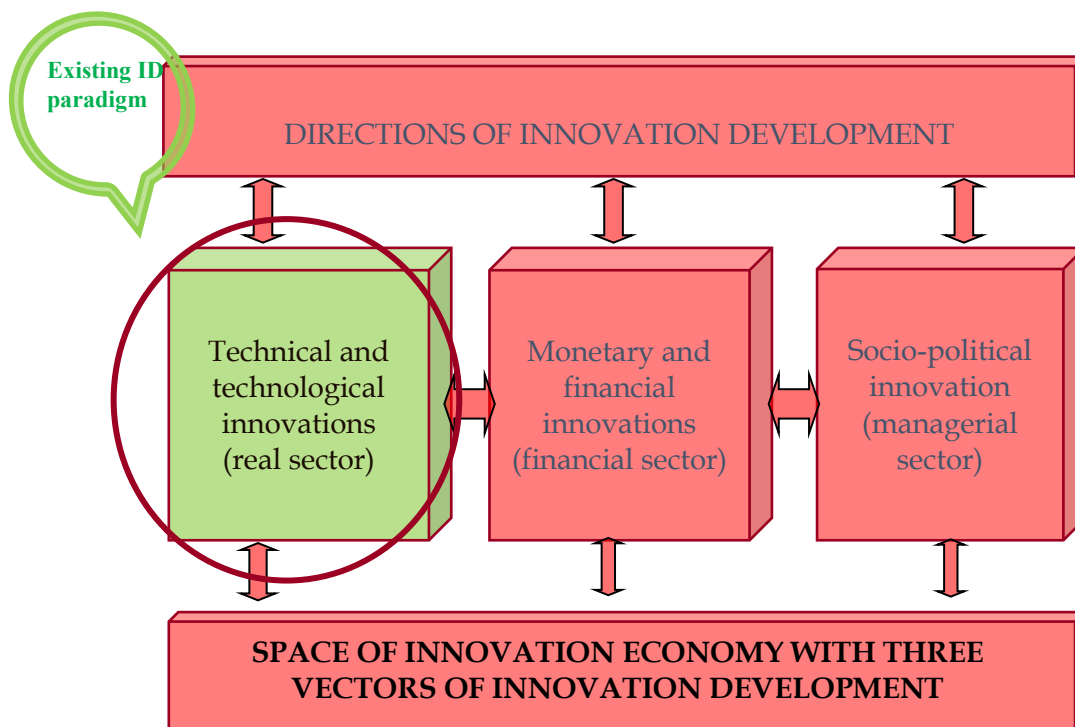 Existing ID
paradigm
DIRECTIONS OF INNOVATION DEVELOPMENT
Technical and
technological
innovations
(real sector)
Monetary and
financial
innovations
(financial sector)
Socio-political
innovation
(managerial
sector)
SPACE OF INNOVATION ECONOMY WITH THREE
VECTORS OF INNOVATION DEVELOPMENT